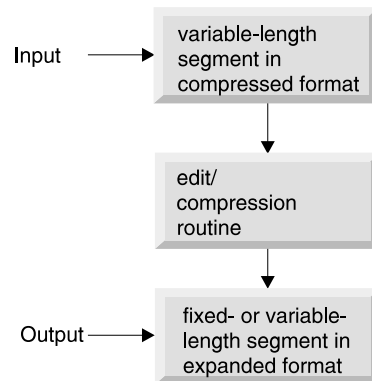 Input
variable-length
segment in
compressed format
edit/
compression
routine
Output
fixed- or variable-
length segment in
expanded format